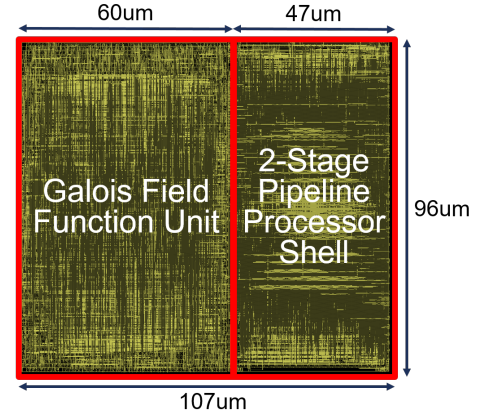 60um
47um
Galois Field
Function Unit
2-Stage
Pipeline
Processor
Shell
96um
107um